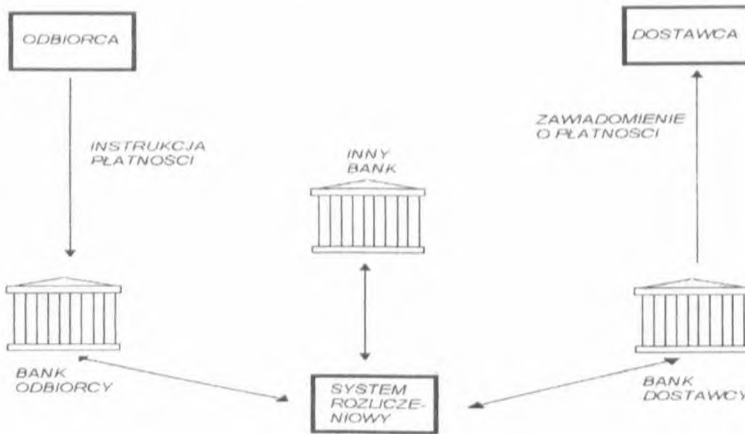 ODBIORCA
DOSTAWCA
INSTRUKCJA
PŁATNOŚCI
ZAWIADOMIENIE
O PŁATNOŚCI
INNY
BANK
BANK
ODBIORCY
SYSTEM
ROZLICZE-
NIOWY
BANK
DOSTAWCY